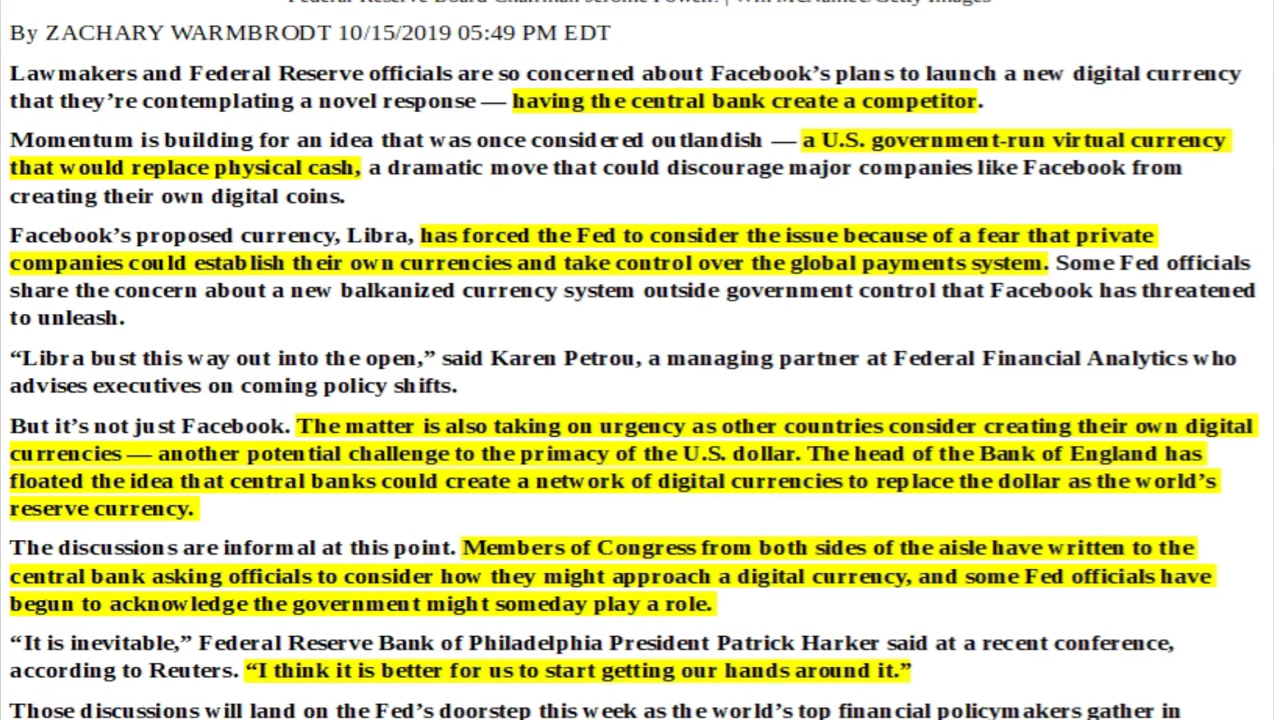 Federal Reserve Board Chairman Jerome Powell. | Win McNamee/Getty Images
By ZACHARY WARMBRODT 10/15/2019 05:49 PM EDT
Lawmakers and Federal Reserve officials are so concerned about Facebook’s plans to launch a new digital currency
that they’re contemplating a novel response — having the central bank create a competitor.
Momentum is building for an idea that was once considered outlandish — a U.S. government-run virtual currency
that would replace physical cash, a dramatic move that could discourage major companies like Facebook from
creating their own digital coins.
Facebook’s proposed currency, Libra, has forced the Fed to consider the issue because of a fear that private
companies could establish their own currencies and take control over the global payments system. Some Fed officials
share the concern about a new balkanized currency system outside government control that Facebook has threatened
to unleash.
“Libra bust this way out into the open,” said Karen Petrou, a managing partner at Federal Financial Analytics who
advises executives on coming policy shifts.
But it’s not just Facebook. The matter is also taking on urgency as other countries consider creating their own digital
currencies — another potential challenge to the primacy of the U.S. dollar. The head of the Bank of England has
floated the idea that central banks could create a network of digital currencies to replace the dollar as the world’s
reserve currency.
The discussions are informal at this point. Members of Congress from both sides of the aisle have written to the
central bank asking officials to consider how they might approach a digital currency, and some Fed officials have
begun to acknowledge the government might someday play a role.
“It is inevitable,” Federal Reserve Bank of Philadelphia President Patrick Harker said at a recent conference,
according to Reuters. “I think it is better for us to start getting our hands around it.”
Those discussions will land on the Fed’s doorstep this week as the world’s top financial policymakers gather in